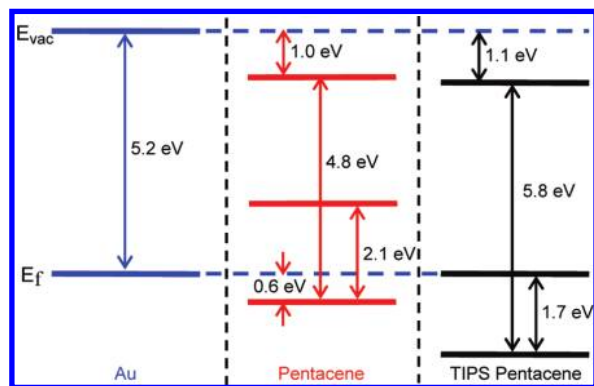 Evac
1.0 eV
1.1 eV
5.2 eV
4.8 eV
5.8 eV
2.1 eV
Ef
0.6 eV
1.7 eV
Au
Pentacene
TIPS Pentacene